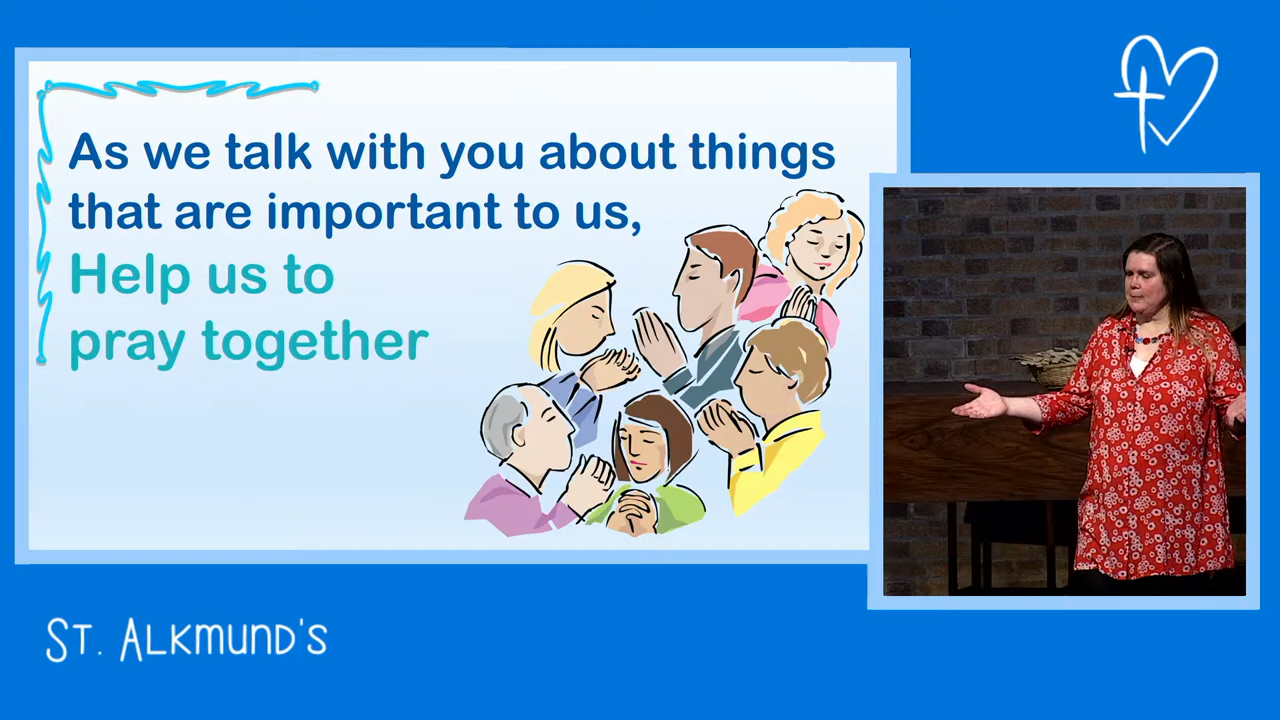 As we talk with you about things
that are important to us,
Help us to
pray together
ST. ALKMUND'S